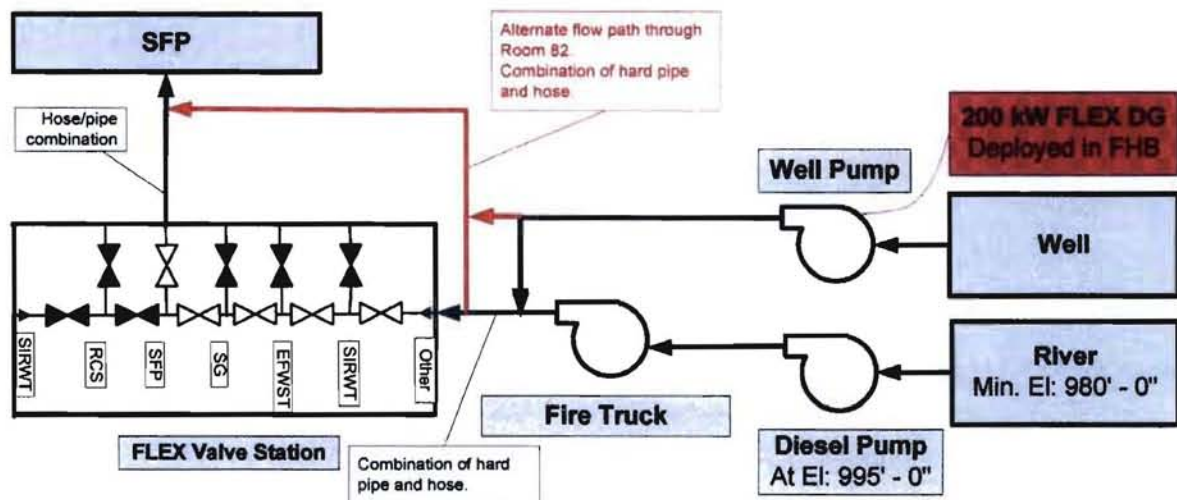 SFP
Alternate flow path through
Room 82.
Combination of hard pipe
and hose.
Hose/pipe
combination
200 kW FLEX DG
Deployed in FHB
Well Pump
Well
SIRWT
RCS
SFP
SG
EFWST
SIRWT
Other
River
Min. El: 980' - 0"
Fire Truck
FLEX Valve Station
Combination of hard
pipe and hose.
Diesel Pump
At El: 995' - 0"